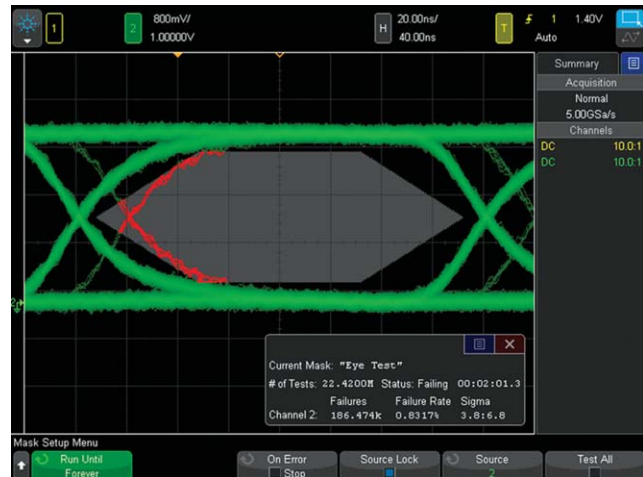 1
2
800mV/
1.00000V
H
20.00ns/
40.00ns
T
1
1.40V
Auto
Summary
Acquisition
Normal
5.00GSa/s
Channels
DC 10.0:1
DC 10.0:1
2
Current Mask: "Eye Test"
# of Tests: 22.4200M Status: Failing 00:02:01.3
Failures Failure Rate Sigma
Channel 2: 186.474k 0.8317% 3.8:6.8
Mask Setup Menu
Run Until
Forever
On Error
Stop
Source Lock
Source
2
Test All